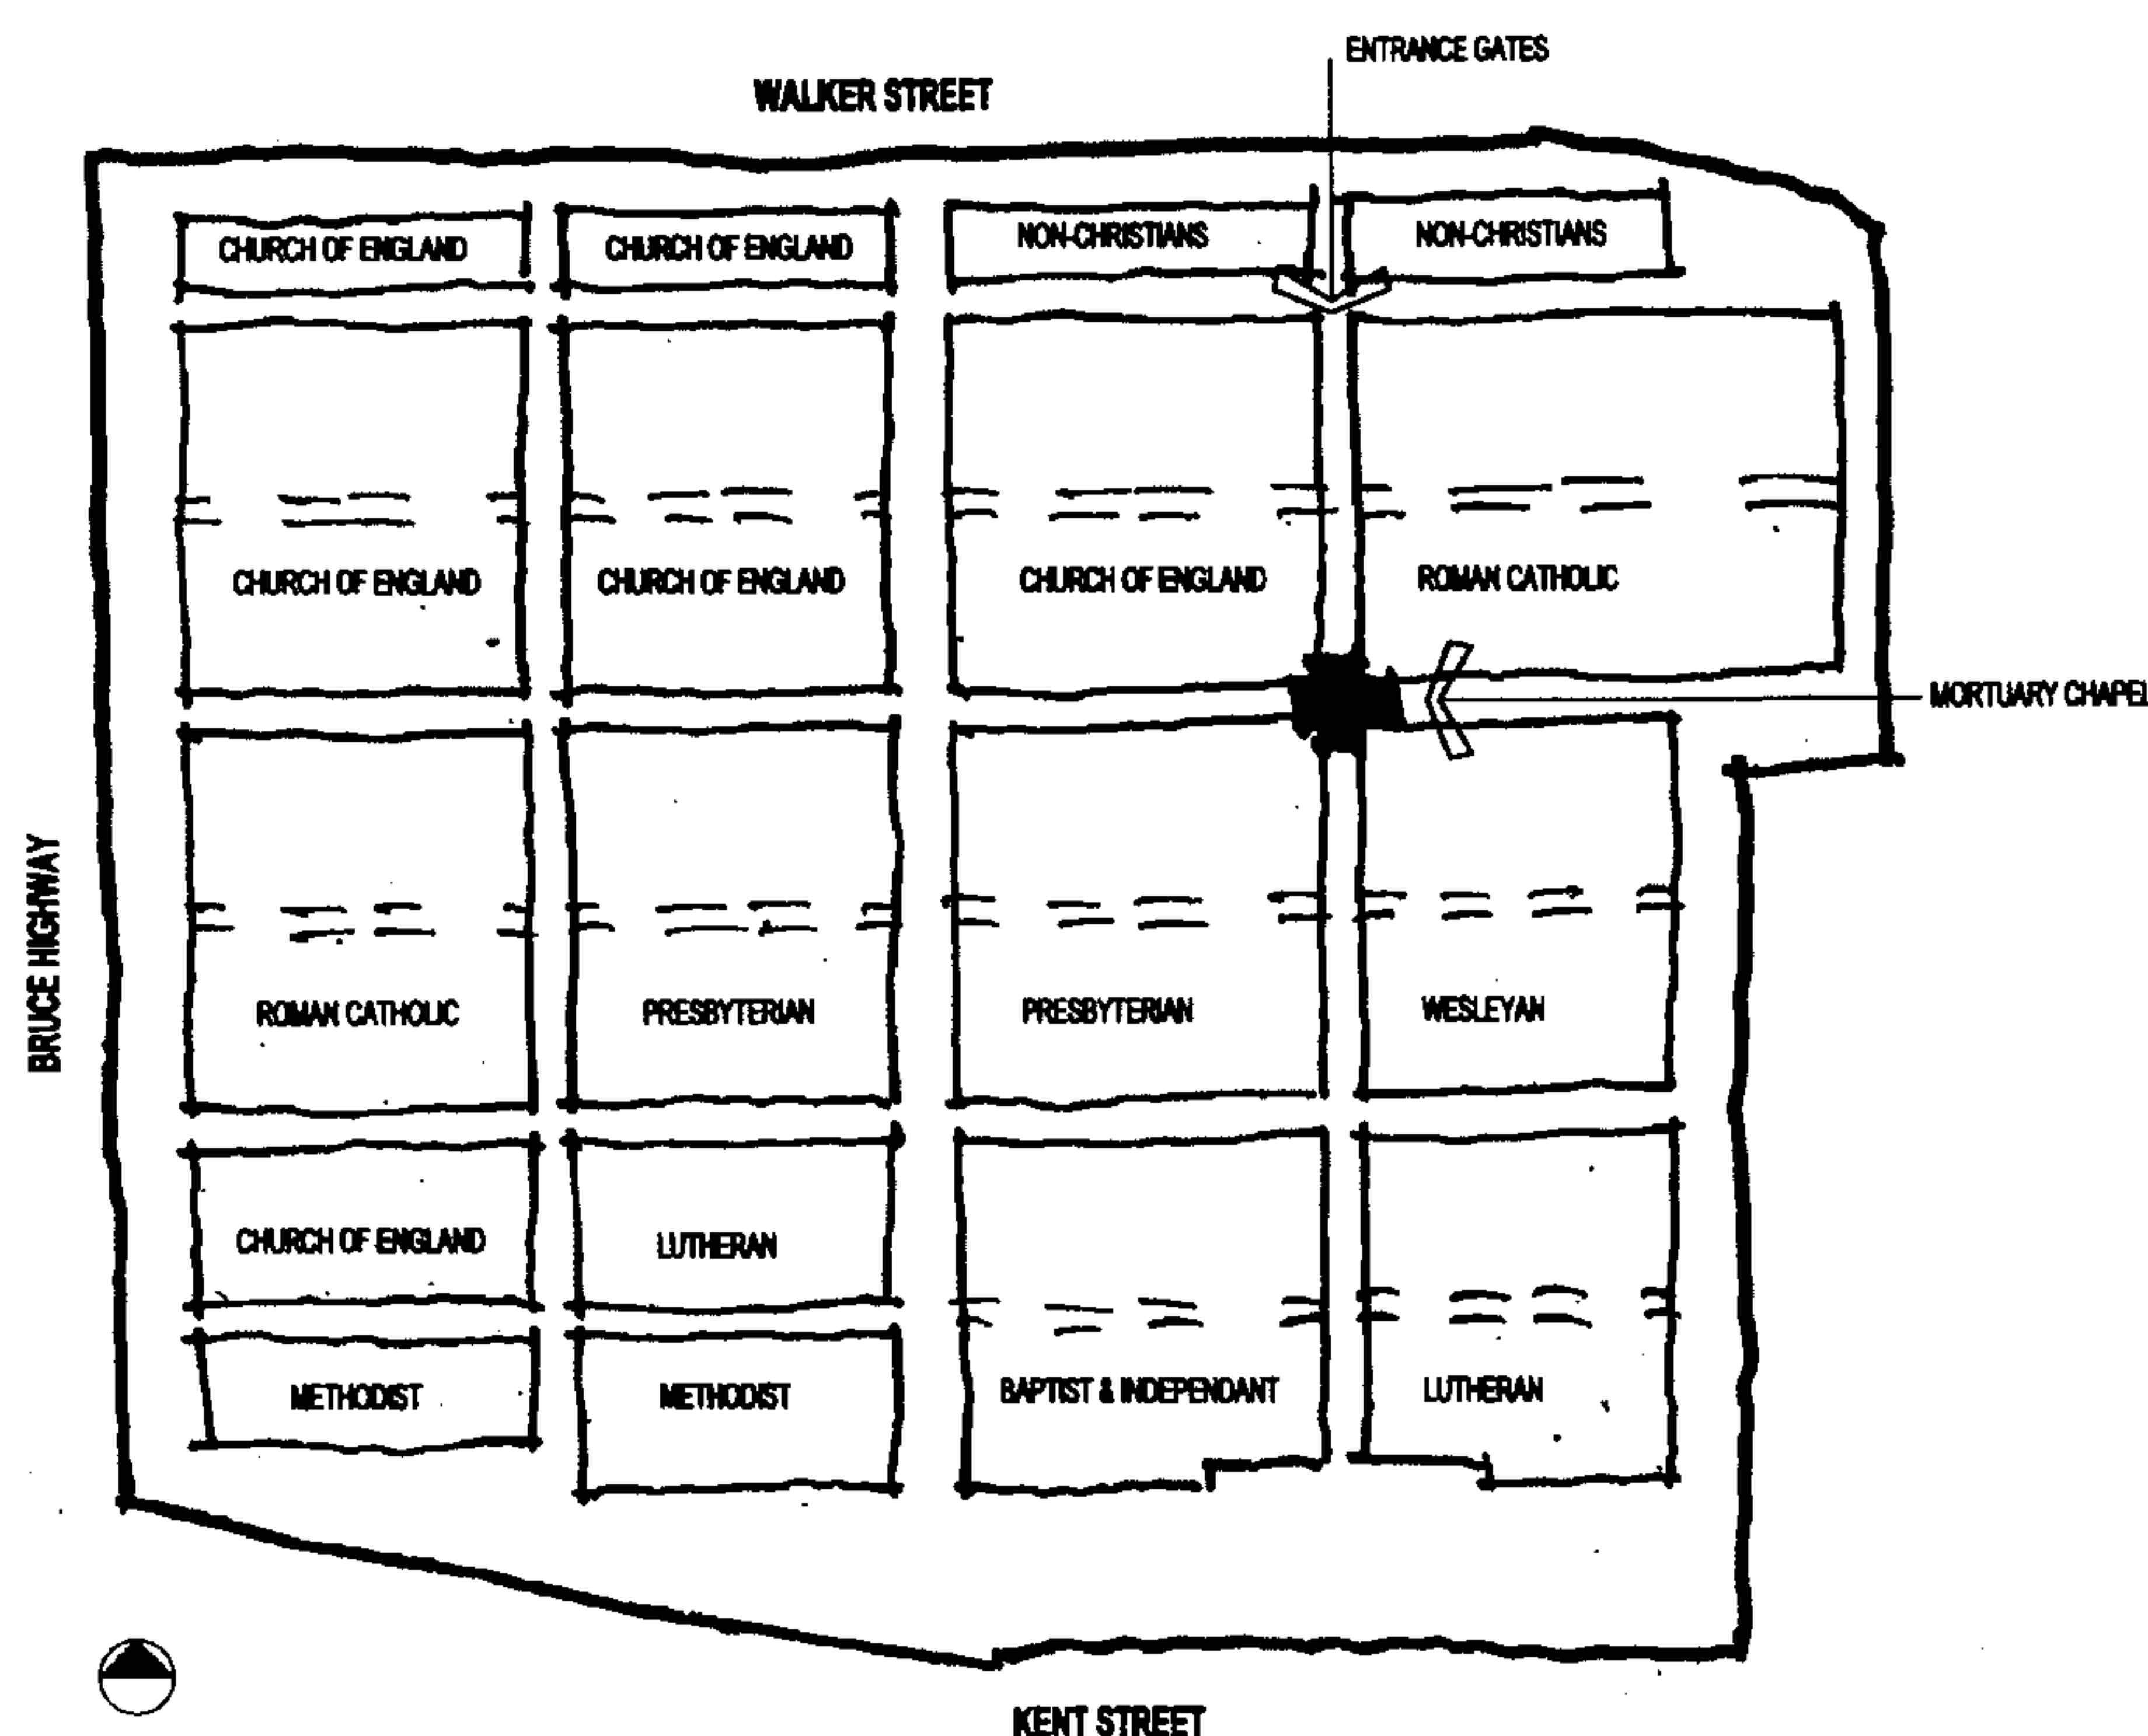 ENTRANCE GATES
WALKER STREET
CHURCH OF ENGLAND
CHURCH OF ENGLAND
NON-CHRISTIANS
NON-CHRISTIANS
CHURCH OF ENGLAND
CHURCH OF ENGLAND
CHURCH OF ENGLAND
ROMAN CATHOLIC
MORTUARY CHAPEL
BRUCE HIGHWAY
ROMAN CATHOLIC
PRESBYTERIAN
PRESBYTERIAN
WESLEYAN
CHURCH OF ENGLAND
LUTHERAN
METHODIST
METHODIST
BAPTIST & INDEPENDANT
LUTHERAN
KENT STREET